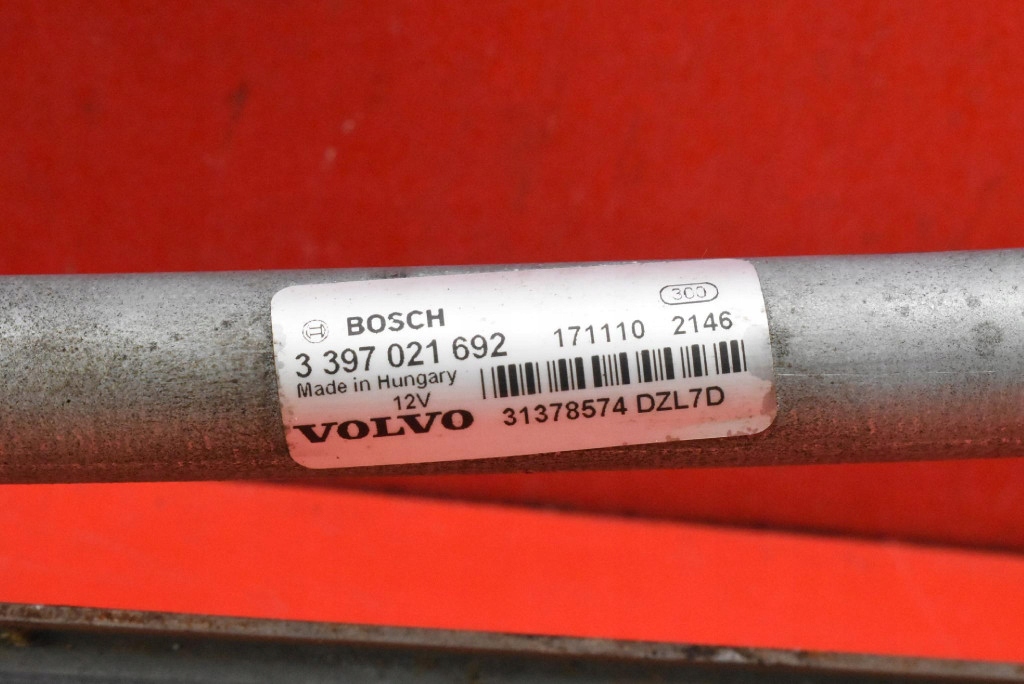 300
BOSCH 171110 2146
3 397 021 692
Made in Hungary
12V
VOLVO 31378574 DZL7D